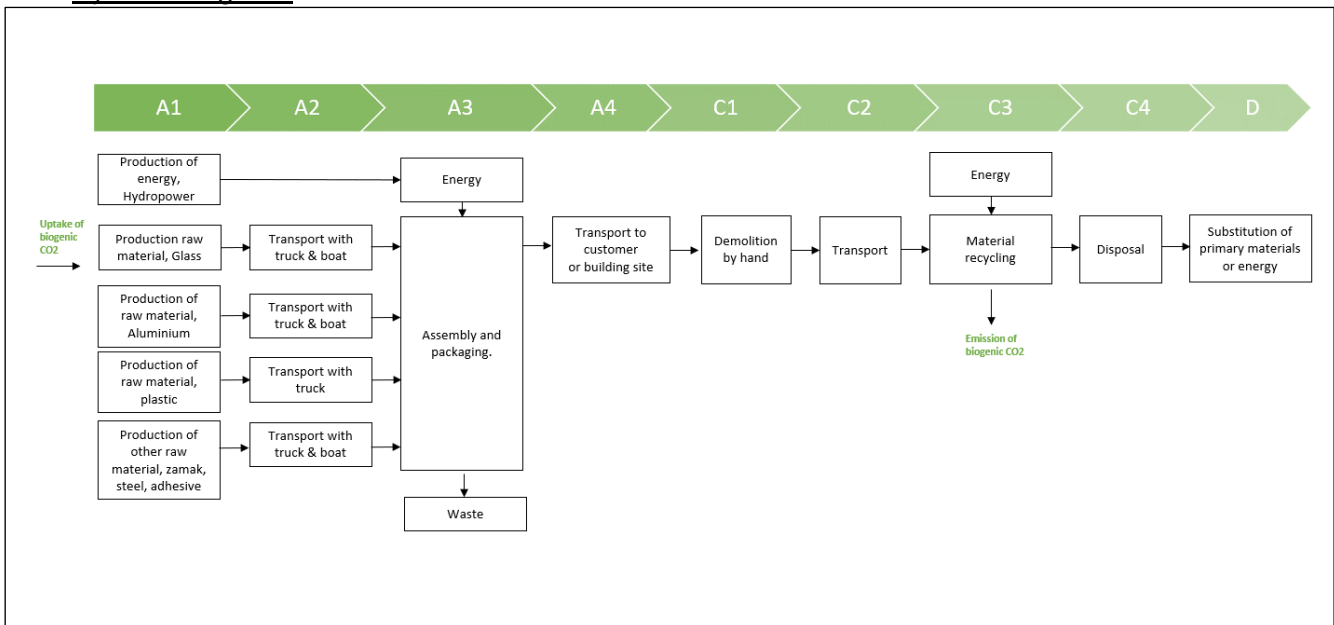 A1
A2
A3
A4
C1
C2
C3
C4
D
Production of
energy,
Hydropower
Energy
Energy
Uptake of
biogenic
CO2
Production raw
material, Glass
Transport with
truck & boat
Transport to
customer
or building site
Demolition
by hand
Transport
Material
recycling
Disposal
Substitution of
primary materials
or energy
Production of
raw material,
Aluminium
Transport with
truck & boat
Assembly and
packaging.
Emission of
biogenic CO2
Production of
raw material,
plastic
Transport with
truck
Production of
other raw
material, zamak,
steel, adhesive
Transport with
truck & boat
Waste